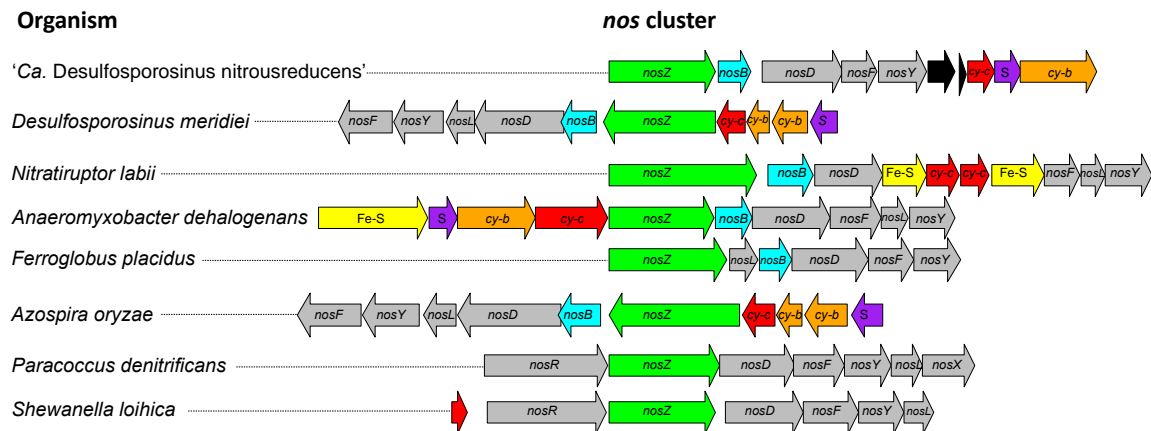 Organism nos cluster
‘Ca. Desulfosporosinus nitrousreducens’ nosZ nosB nosD nosF nosY cy-c S cy-b
Desulfosporosinus meridiei nosF nosY nosL nosD nosB nosZ cy-c cy-b cy-b S
Nitratiruptor labii nosZ nosB nosD Fe-S cy-c cy-c Fe-S nosF nosL nosY
Anaeromyxobacter dehalogenans Fe-S S cy-b cy-c nosZ nosB nosD nosF nosL nosY
Ferroglobus placidus nosZ nosL nosB nosD nosF nosY
Azospira oryzae nosF nosY nosL nosD nosB nosZ cy-c cy-b cy-b S
Paracoccus denitrificans nosR nosZ nosD nosF nosY nosL nosX
Shewanella loihica nosR nosZ nosD nosF nosY nosL